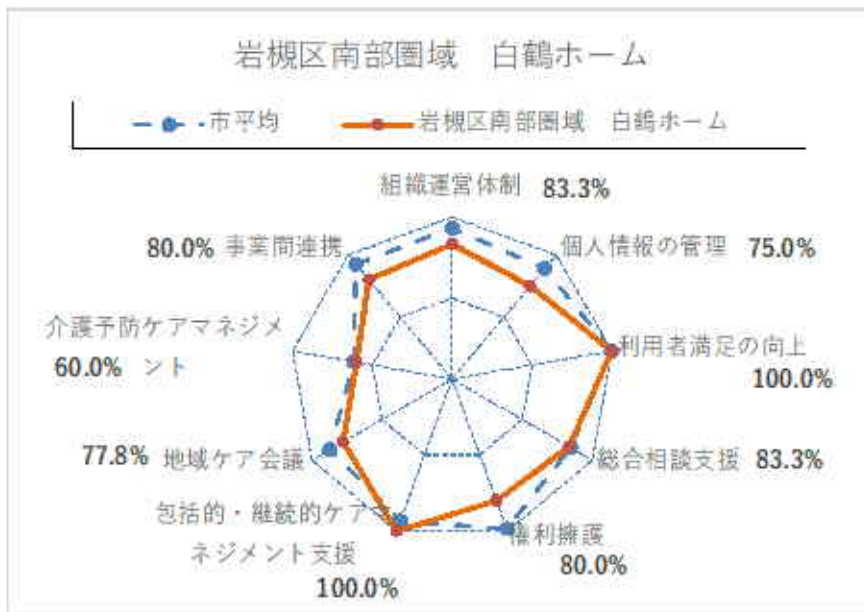 岩槻区南部圏域　白鶴ホーム
市平均　岩槻区南部圏域　白鶴ホーム
組織運営体制 83.3%
80.0% 事業間連携
個人情報の管理 75.0%
介護予防ケアマネジメ
60.0% ント
利用者満足の向上
100.0%
77.8% 地域ケア会議
総合相談支援 83.3%
包括的・継続的ケアマ
ネジメント支援
100.0%
権利擁護
80.0%